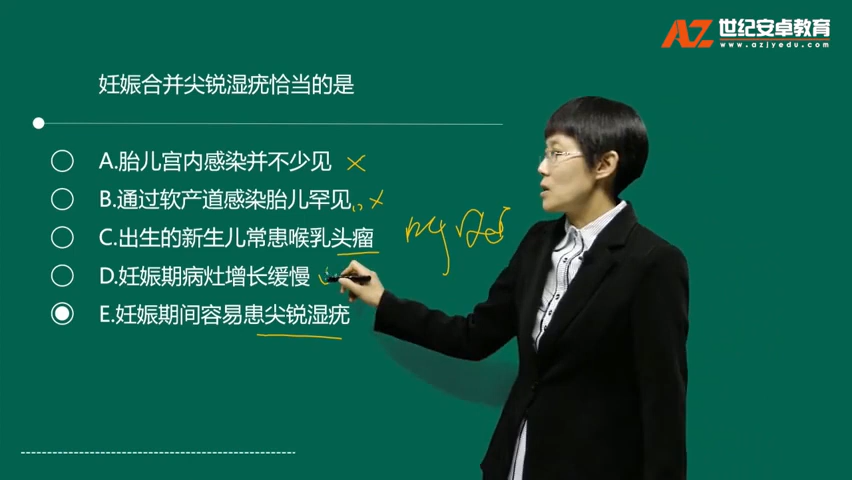 世纪安卓教育
www.azjyedu.com
妊娠合并尖锐湿疣恰当的是
A.胎儿宫内感染并不少见
B.通过软产道感染胎儿罕见
C.出生的新生儿常患喉乳头瘤
D.妊娠期病灶增长缓慢
E.妊娠期间容易患尖锐湿疣